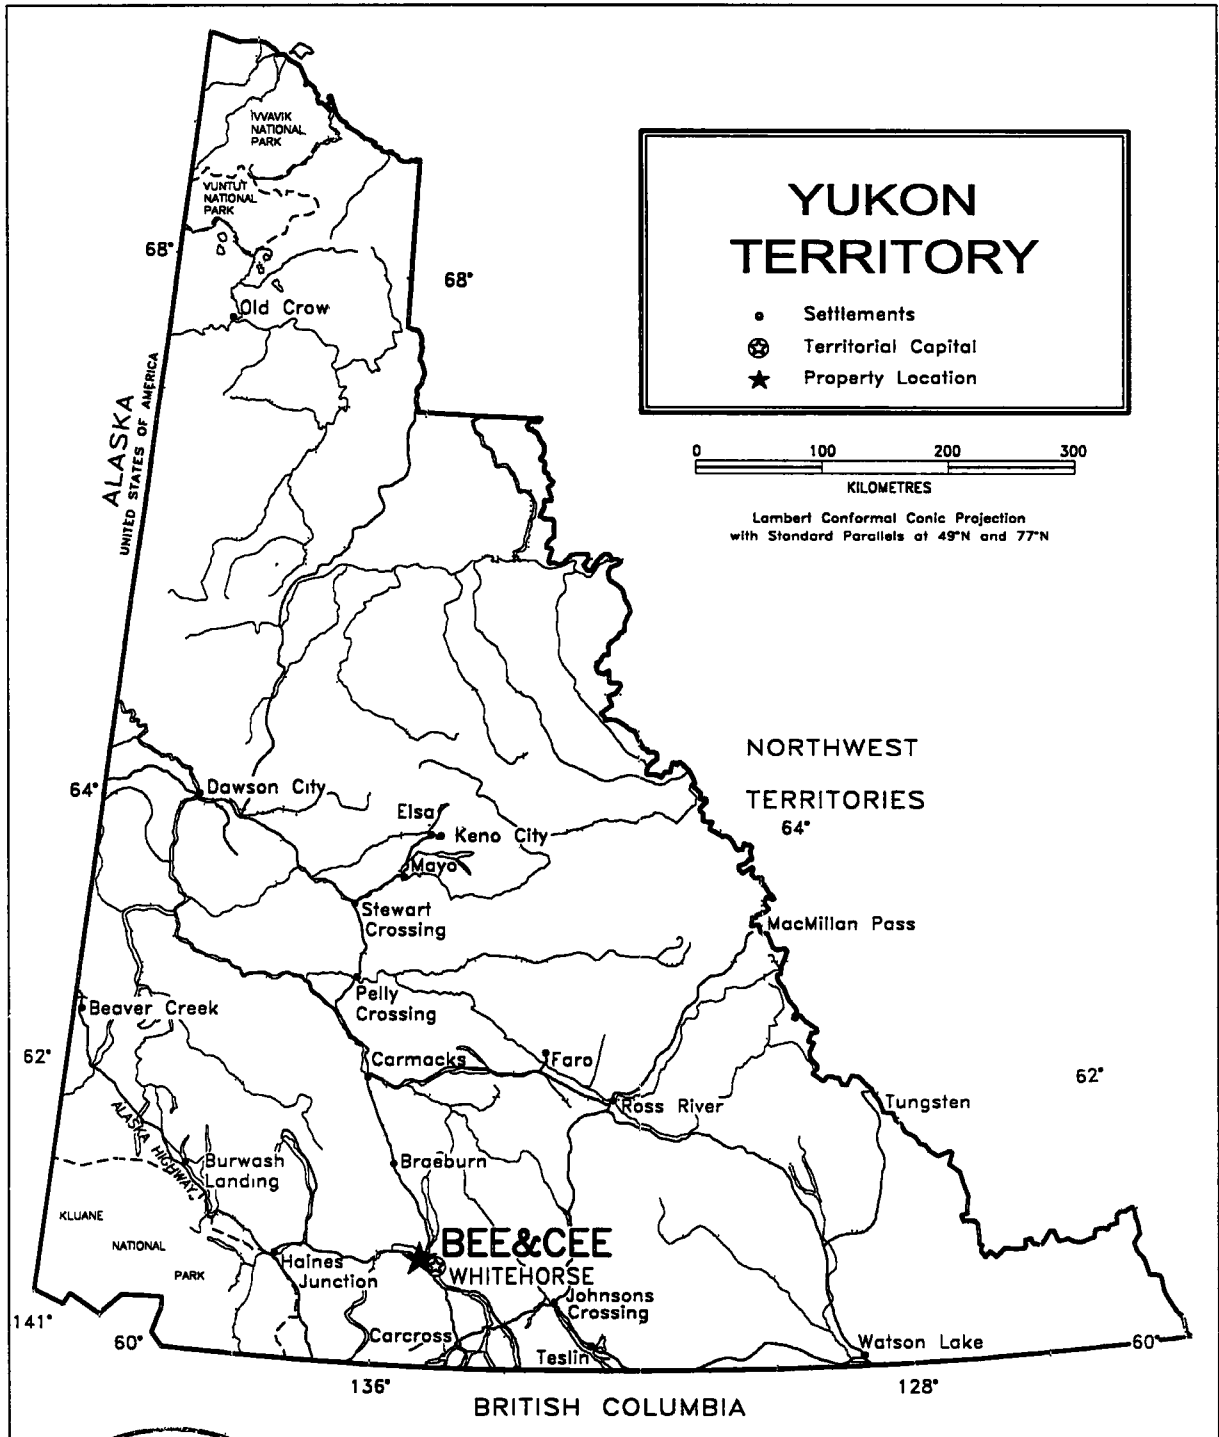 IVVAVIK
NATIONAL
PARK
VUNTUT
NATIONAL
PARK
YUKON
TERRITORY
Settlements
Territorial Capital
Property Location
68°
68°
Old Crow
ALASKA
UNITED STATES OF AMERICA
0 100 200 300
KILOMETRES
Lambert Conformal Conic Projection
with Standard Parallels at 49°N and 77°N
NORTHWEST
TERRITORIES
64°
64°
Dawson City
Elsa
Keno City
Mayo
Stewart
Crossing
MacMillan Pass
Pelly
Crossing
Beaver Creek
62°
Carmacks
Faro
62°
Ross River
Tungsten
ALASKA HIGHWAY
Burwash
Landing
Braeburn
KLUANE
NATIONAL
PARK
BEE&CEE
WHITEHORSE
Haines
Junction
Johnsons
Crossing
141°
60°
Carcross
Teslin
Watson Lake
60°
136°
128°
BRITISH COLUMBIA